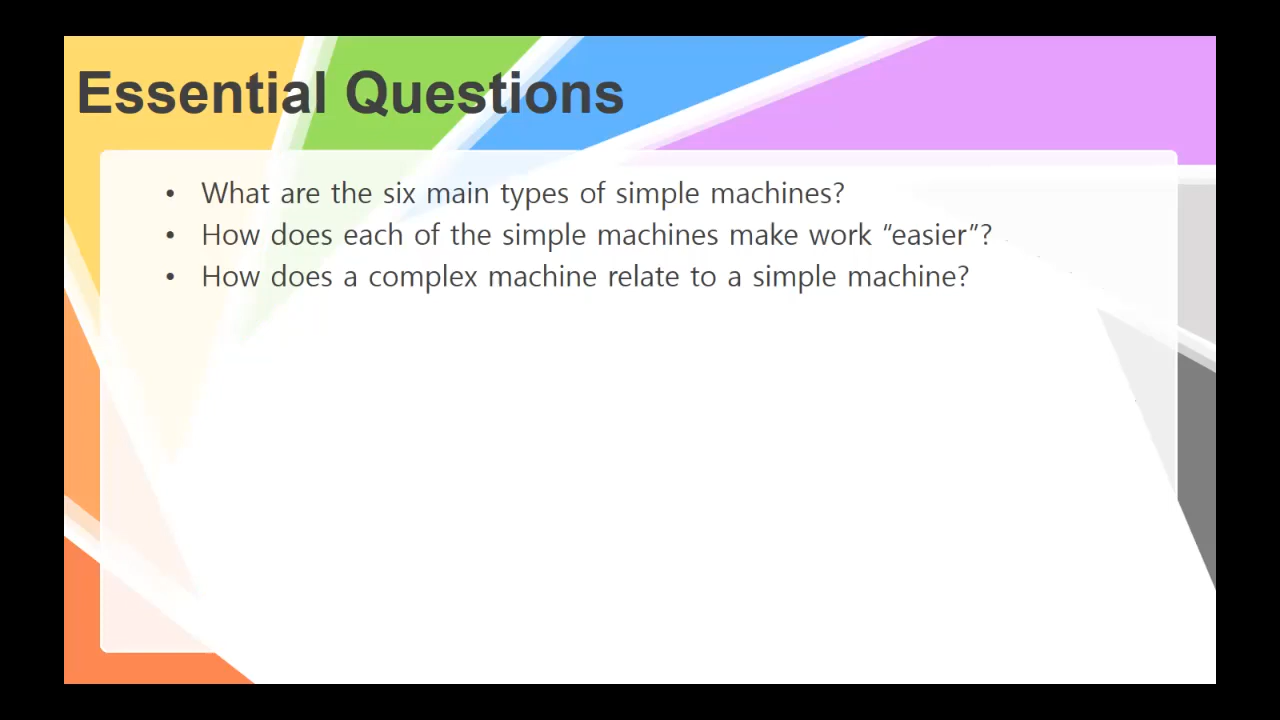 Essential Questions
• What are the six main types of simple machines?
• How does each of the simple machines make work “easier”?
• How does a complex machine relate to a simple machine?